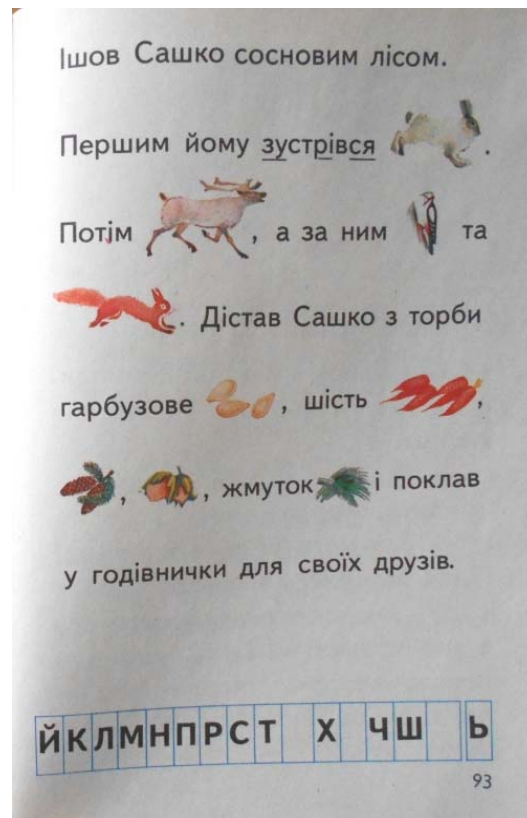 Ішов Сашко сосновим лісом.
Першим йому зустрівся .
Потім , а за ним та
. Дістав Сашко з торби
гарбузове , шість ,
, , жмуток і поклав
у годівнички для своїх друзів.
Й К Л М Н П Р С Т Х Ч Ш Ь
93